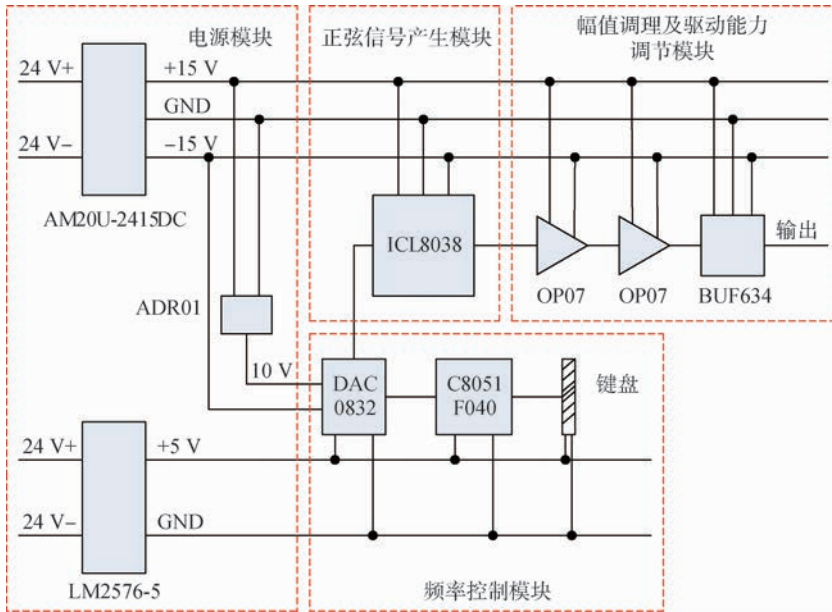 电源模块
正弦信号产生模块
幅值调理及驱动能力
调节模块
24 V+
+15 V
GND
24 V−
−15 V
AM20U-2415DC
ICL8038
输出
OP07
OP07
BUF634
ADR01
10 V
DAC
0832
C8051
F040
键盘
24 V+
+5 V
24 V−
GND
LM2576-5
频率控制模块